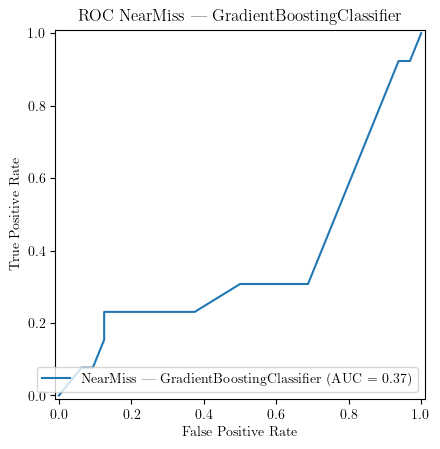 ROC NearMiss — GradientBoostingClassifier
1.0
0.8
0.6
0.4
0.2
0.0
True Positive Rate
NearMiss — GradientBoostingClassifier (AUC = 0.37)
0.0 0.2 0.4 0.6 0.8 1.0
False Positive Rate